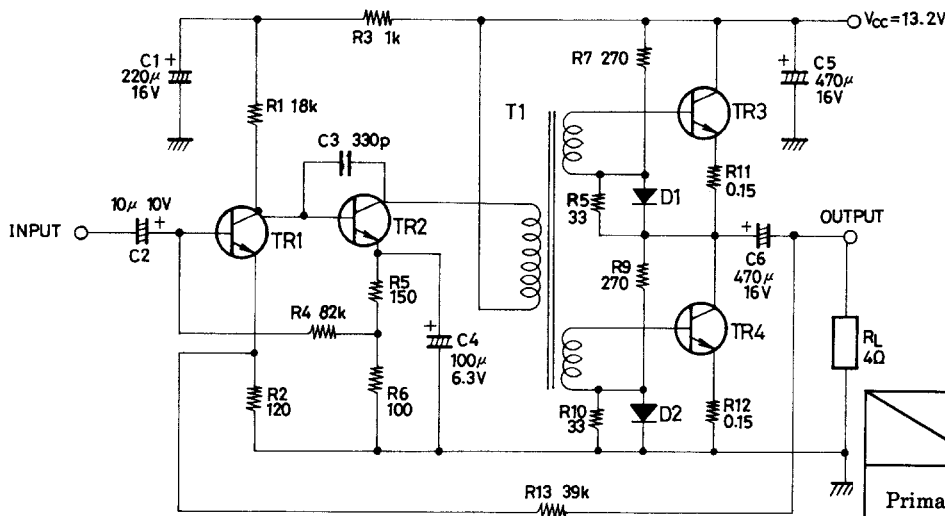 R3 1k
VCC=13.2V
R7 270
C1
220μ
16V
+
C5
470μ
16V
+
R1 18k
T1
TR3
C3 330p
R11
0.15
R5
33
D1
10μ 10V
+
INPUT
C2
TR1
TR2
OUTPUT
+
C6
470μ
16V
R9
270
R5
150
R4 82k
+
C4
100μ
6.3V
TR4
RL
4Ω
R2
120
R6
100
R10
33
D2
R12
0.15
R13 39k
Prima